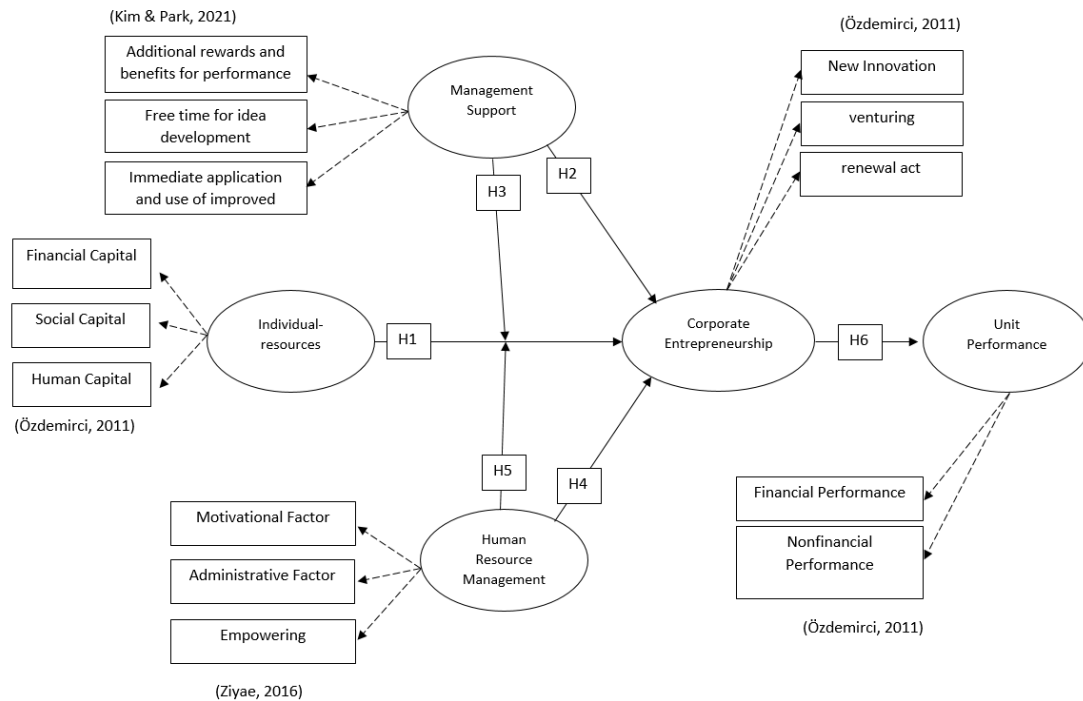 (Kim & Park, 2021)
Additional rewards and
benefits for performance
Free time for idea
development
Immediate application
and use of improved
Management
Support
(Özdemirci, 2011)
New Innovation
venturing
renewal act
H3
H2
Financial Capital
Social Capital
Human Capital
(Özdemirci, 2011)
Individual-
resources
H1
Corporate
Entrepreneurship
H6
Unit
Performance
H5
H4
Motivational Factor
Administrative Factor
Empowering
(Ziyae, 2016)
Human
Resource
Management
Financial Performance
Nonfinancial
Performance
(Özdemirci, 2011)